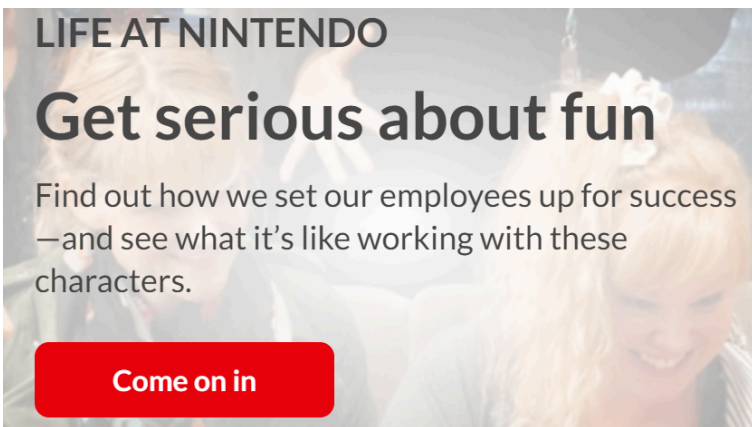 LIFE AT NINTENDO
Get serious about fun
Find out how we set our employees up for success
—and see what it’s like working with these
characters.
Come on in